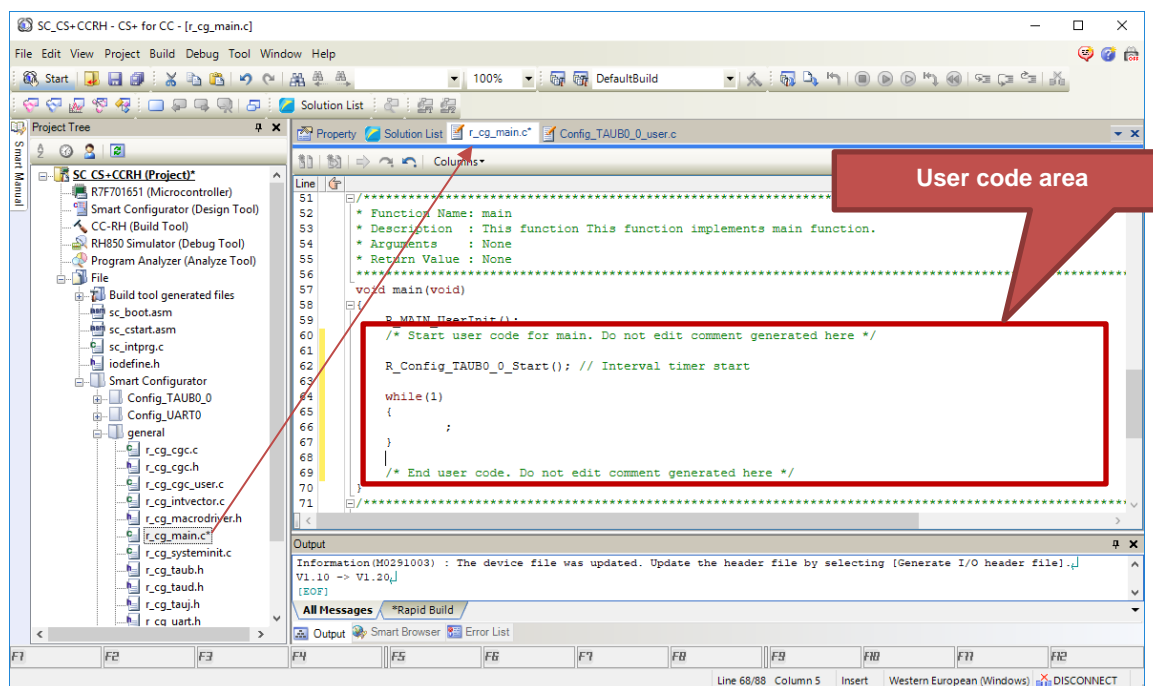 SC_CS+CCRH - CS+ for CC - [r_cg_main.c]
File Edit View Project Build Debug Tool Window Help
Start 100% DefaultBuild
Solution List
Project Tree
Property Solution List r_cg_main.c* Config_TAUB0_0_user.c
Smart Manual
Columns
SC_CS+CCRH (Project)*
R7F701651 (Microcontroller)
Smart Configurator (Design Tool)
CC-RH (Build Tool)
RH850 Simulator (Debug Tool)
Program Analyzer (Analyze Tool)
File
Build tool generated files
sc_boot.asm
sc_cstart.asm
sc_intprg.c
iodefine.h
Smart Configurator
Config_TAUB0_0
Config_UART0
general
r_cg_cgc.c
r_cg_cgc.h
r_cg_cgc_user.c
r_cg_intvector.c
r_cg_macrodriver.h
r_cg_main.c*
r_cg_systeminit.c
r_cg_taub.h
r_cg_taud.h
r_cg_tauj.h
r_cg_uart.h
User code area
Line
51 /****************************************************
52 * Function Name: main
53 * Description : This function This function implements main function.
54 * Arguments : None
55 * Return Value : None
56 ****************************************************
57 void main(void)
58 {
59 R_MAIN_UserInit();
60 /* Start user code for main. Do not edit comment generated here */
61
62 R_Config_TAUB0_0_Start(); // Interval timer start
63
64 while(1)
65 {
66 ;
67 }
68
69 /* End user code. Do not edit comment generated here */
70 }
71 /****************************************************
Output
Information(M0291003) : The device file was updated. Update the header file by selecting [Generate I/O header file].
V1.10 -> V1.20
[EOF]
All Messages *Rapid Build
Output Smart Browser Error List
F1 F2 F3 F4 F5 F6 F7 F8 F9 F10 F11 F12
Line 68/88 Column 5 Insert Western European (Windows) DISCONNECT